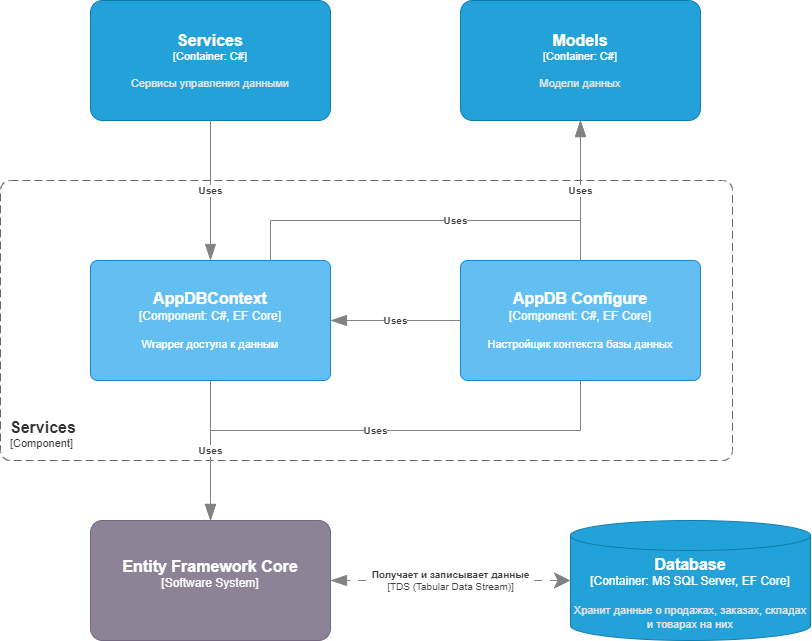 Services
[Container: C#]
Сервисы управления данными
Models
[Container: C#]
Модели данных
Uses
Uses
Uses
AppDBContext
[Component: C#, EF Core]
Wrapper доступа к данным
Uses
AppDB Configure
[Component: C#, EF Core]
Настройщик контекста базы данных
Uses
Services
[Component]
Uses
Entity Framework Core
[Software System]
Получает и записывает данные
[TDS (Tabular Data Stream)]
Database
[Container: MS SQL Server, EF Core]
Хранит данные о продажах, заказах, складах
и товарах на них